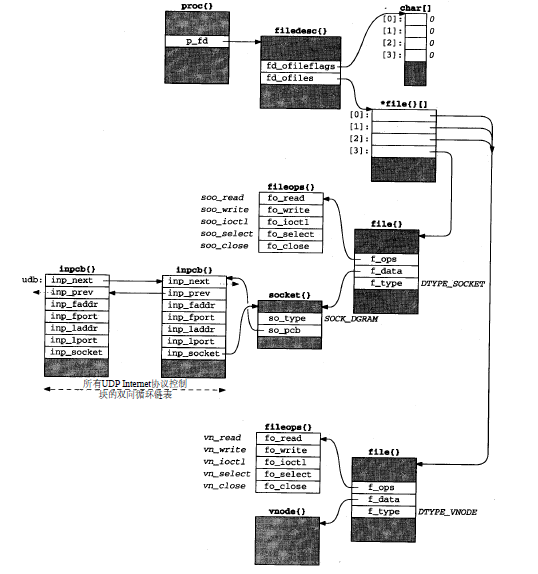 proc{}
p_fd
filedesc{}
fd_ofileflags
fd_ofiles
char[]
[0]: 0
[1]: 0
[2]: 0
[3]: 0
*file{}[]
[0]:
[1]:
[2]:
[3]:
fileops{}
soo_read fo_read
soo_write fo_write
soo_ioctl fo_ioctl
soo_select fo_select
soo_close fo_close
file{}
f_ops
f_data
f_type DTYPE_SOCKET
inpcb{}
udb: inp_next
inp_prev
inp_faddr
inp_fport
inp_laddr
inp_lport
inp_socket
inpcb{}
inp_next
inp_prev
inp_faddr
inp_fport
inp_laddr
inp_lport
inp_socket
socket{}
so_type SOCK_DGRAM
so_pcb
所有UDP Internet协议控制
块的双向循环链表
fileops{}
vn_read fo_read
vn_write fo_write
vn_ioctl fo_ioctl
vn_select fo_select
vn_close fo_close
file{}
f_ops
f_data
f_type DTYPE_VNODE
vnode{}